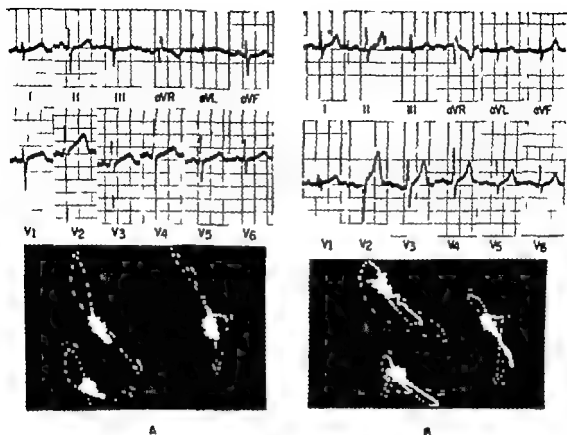 I II III aVR aVL aVF
V1 V2 V3 V4 V5 V6
A
I II III aVR aVL aVF
V1 V2 V3 V4 V5 V6
B